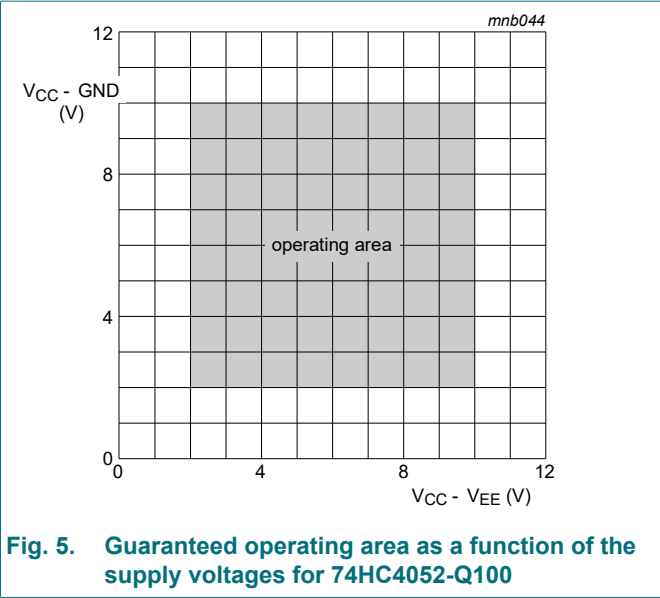 mnb044
12
VCC - GND
(V)
8
operating area
4
0
0 4 8 12
VCC - VEE (V)
Fig. 5. Guaranteed operating area as a function of the
supply voltages for 74HC4052-Q100